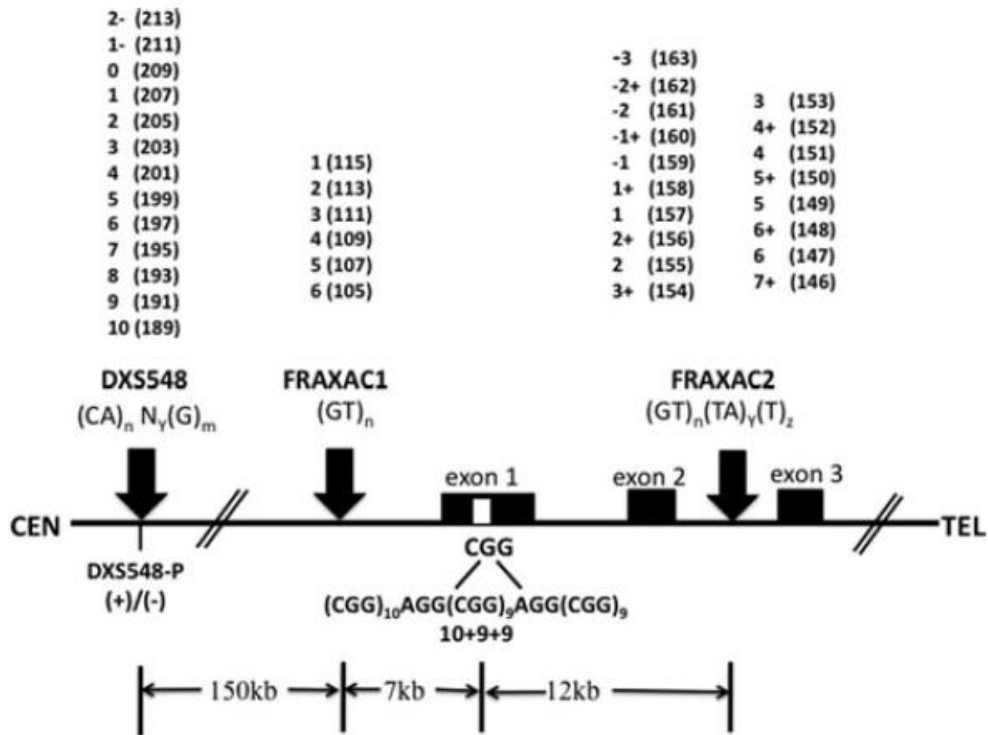 2- (213)
1- (211)
0 (209)
1 (207)
2 (205)
3 (203)
4 (201)
5 (199)
6 (197)
7 (195)
8 (193)
9 (191)
10 (189)
1 (115)
2 (113)
3 (111)
4 (109)
5 (107)
6 (105)
-3 (163)
-2+ (162)
-2 (161)
-1+ (160)
-1 (159)
1+ (158)
1 (157)
2+ (156)
2 (155)
3+ (154)
3 (153)
4+ (152)
4 (151)
5+ (150)
5 (149)
6+ (148)
6 (147)
7+ (146)
DXS548
(CA)n NY(G)m
FRAXAC1
(GT)n
FRAXAC2
(GT)n(TA)Y(T)z
exon 1
exon 2
exon 3
CEN
TEL
DXS548-P
(+)/(-)
CGG
(CGG)10AGG(CGG)9AGG(CGG)9
10+9+9
150kb
7kb
12kb